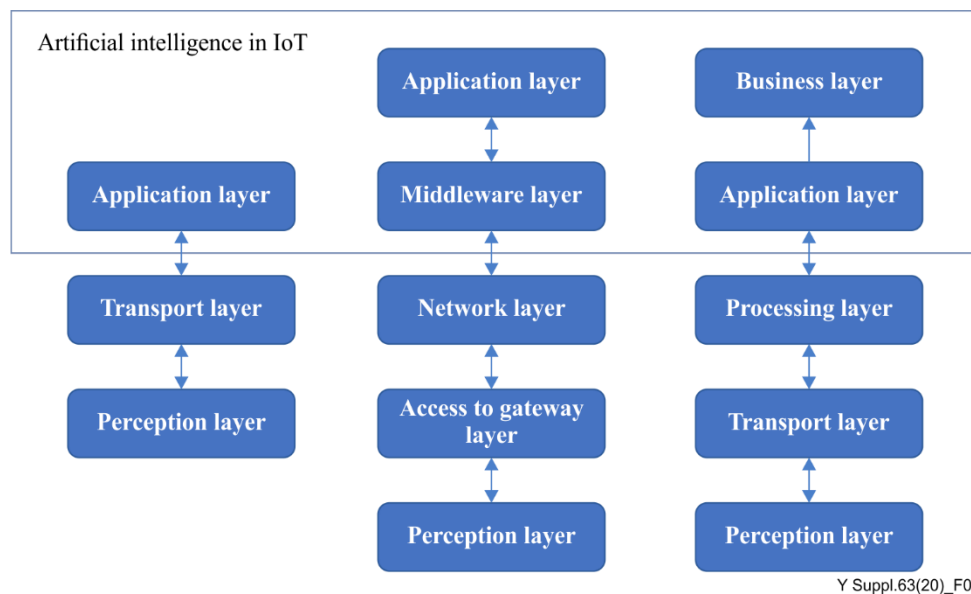 Artificial intelligence in IoT
Application layer
Business layer
Application layer
Middleware layer
Application layer
Transport layer
Network layer
Processing layer
Perception layer
Access to gateway
layer
Transport layer
Perception layer
Perception layer
Y Suppl.63(20)_F0